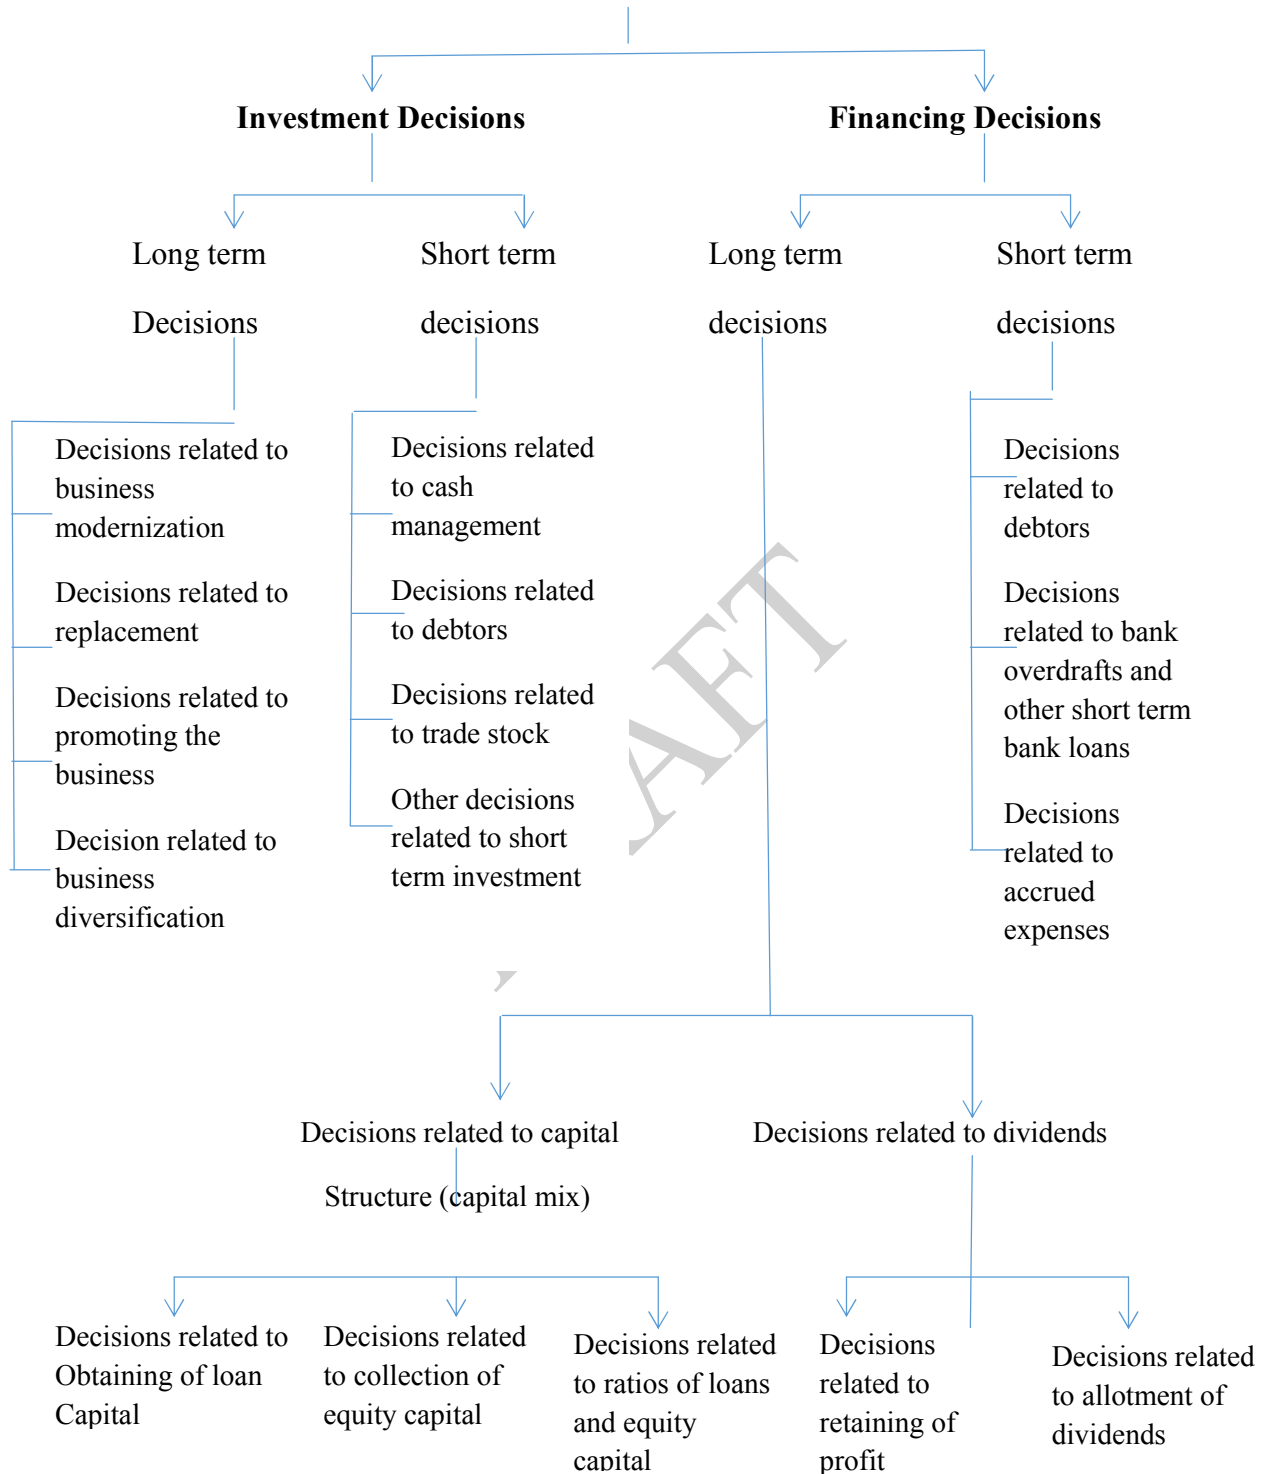 Investment Decisions
Financing Decisions
Long term
Decisions
Short term
decisions
Long term
decisions
Short term
decisions
Decisions related to
business
modernization
Decisions related to
replacement
Decisions related to
promoting the
business
Decision related to
business
diversification
Decisions related
to cash
management
Decisions related
to debtors
Decisions related
to trade stock
Other decisions
related to short
term investment
Decisions
related to
debtors
Decisions
related to bank
overdrafts and
other short term
bank loans
Decisions
related to
accrued
expenses
Decisions related to capital
Structure (capital mix)
Decisions related to dividends
Decisions related to
Obtaining of loan
Capital
Decisions related
to collection of
equity capital
Decisions related
to ratios of loans
and equity
capital
Decisions
related to
retaining of
profit
Decisions related
to allotment of
dividends